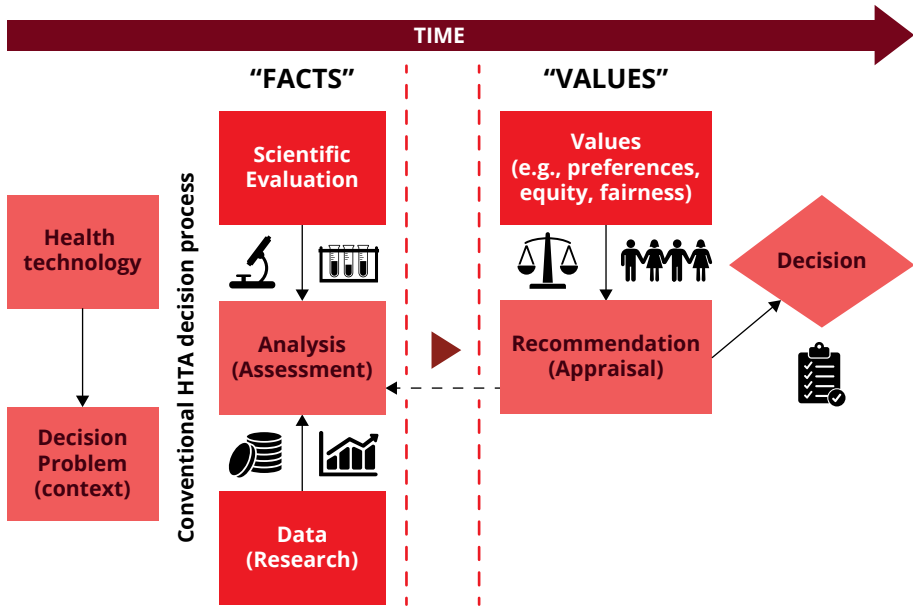 TIME
“FACTS”
“VALUES”
Health
technology
Decision
Problem
(context)
Conventional HTA decision process
Scientific
Evaluation
Analysis
(Assessment)
Data
(Research)
Values
(e.g., preferences,
equity, fairness)
Recommendation
(Appraisal)
Decision